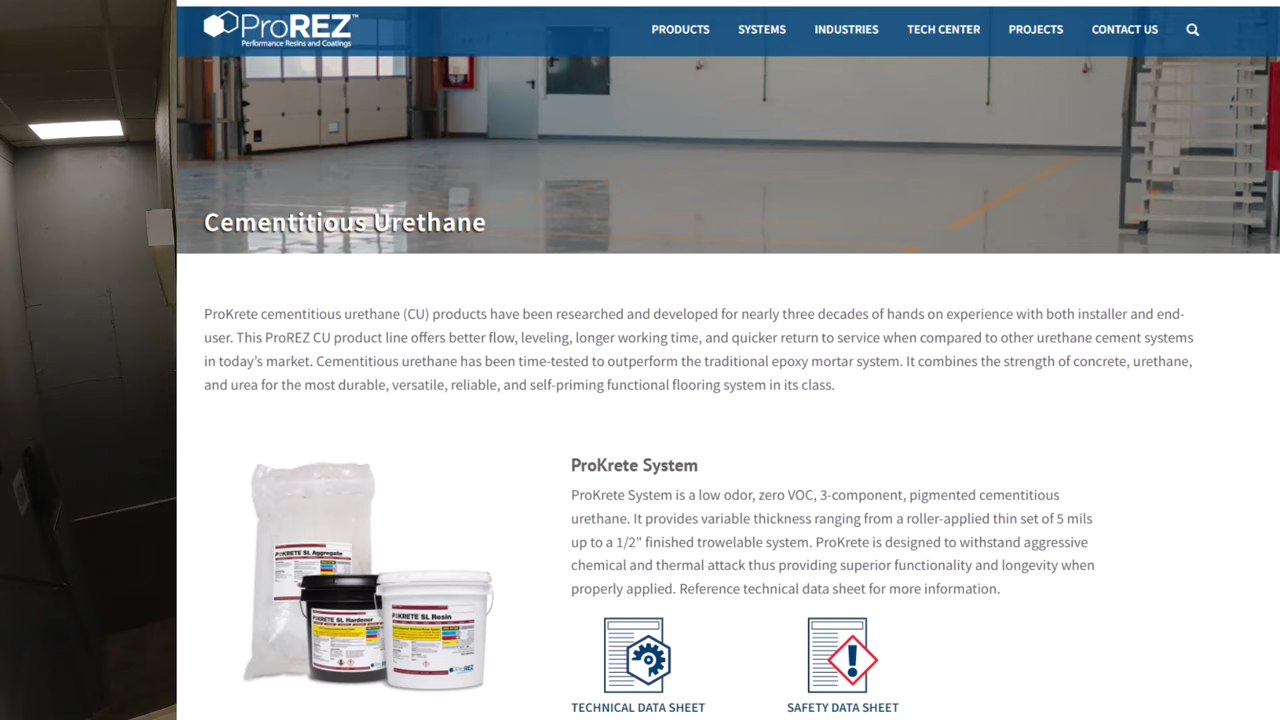 ProREZ™
Performance Resins and Coatings
PRODUCTS SYSTEMS INDUSTRIES TECH CENTER PROJECTS CONTACT US
Cementitious Urethane
ProKrete cementitious urethane (CU) products have been researched and developed for nearly three decades of hands on experience with both installer and end-
user. This ProREZ CU product line offers better flow, leveling, longer working time, and quicker return to service when compared to other urethane cement systems
in today's market. Cementitious urethane has been time-tested to outperform the traditional epoxy mortar system. It combines the strength of concrete, urethane,
and urea for the most durable, versatile, reliable, and self-priming functional flooring system in its class.
ProKrete System
ProKrete System is a low odor, zero VOC, 3-component, pigmented cementitious
urethane. It provides variable thickness ranging from a roller-applied thin set of 5 mils
up to a 1/2" finished trowelable system. ProKrete is designed to withstand aggressive
chemical and thermal attack thus providing superior functionality and longevity when
properly applied. Reference technical data sheet for more information.
PROKRETE SL Aggregate
PROKRETE SL Hardener
PROKRETE SL Resin
ProREZ
TECHNICAL DATA SHEET
SAFETY DATA SHEET